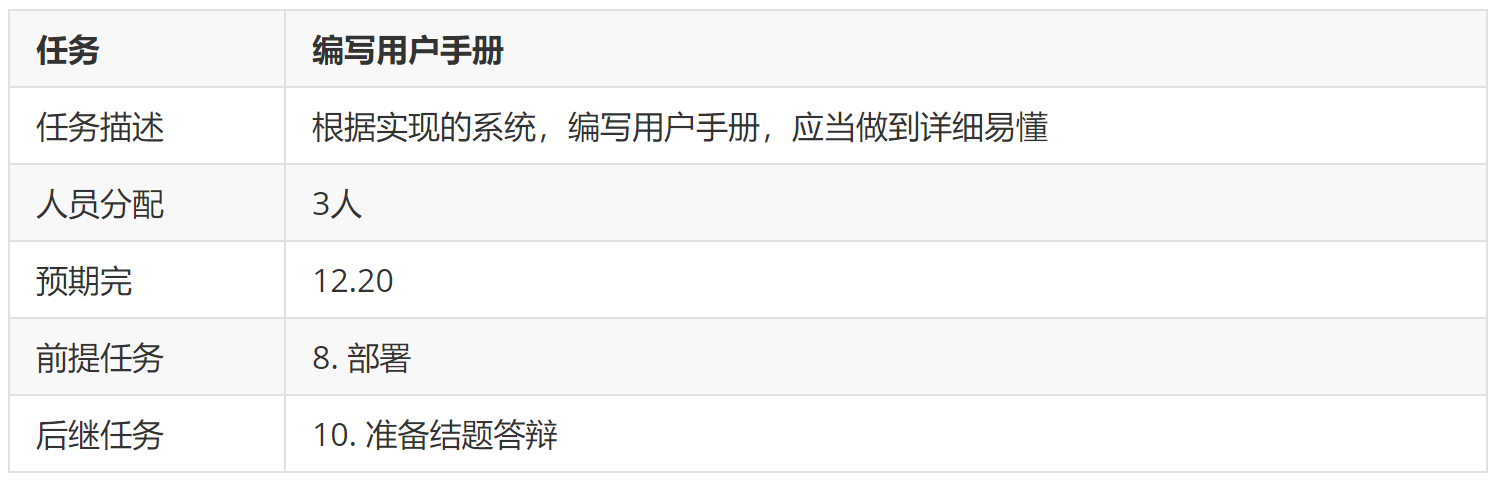 任务 编写用户手册
任务描述 根据实现的系统，编写用户手册，应当做到详细易懂
人员分配 3人
预期完 12.20
前提任务 8. 部署
后继任务 10. 准备结题答辩